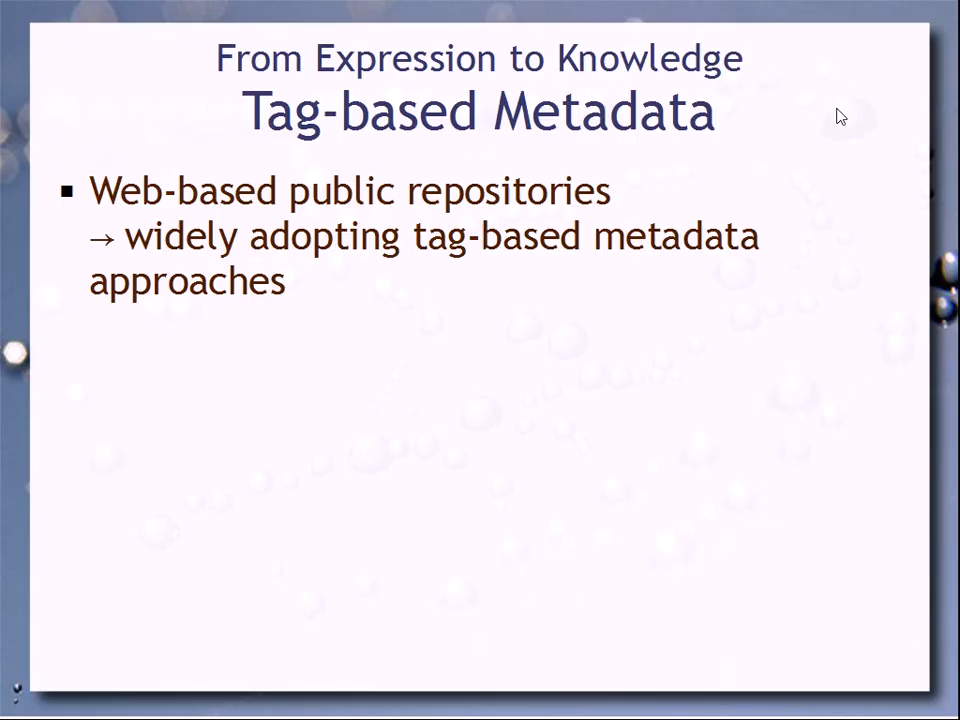 From Expression to Knowledge
Tag-based Metadata
▪ Web-based public repositories
→ widely adopting tag-based metadata
approaches